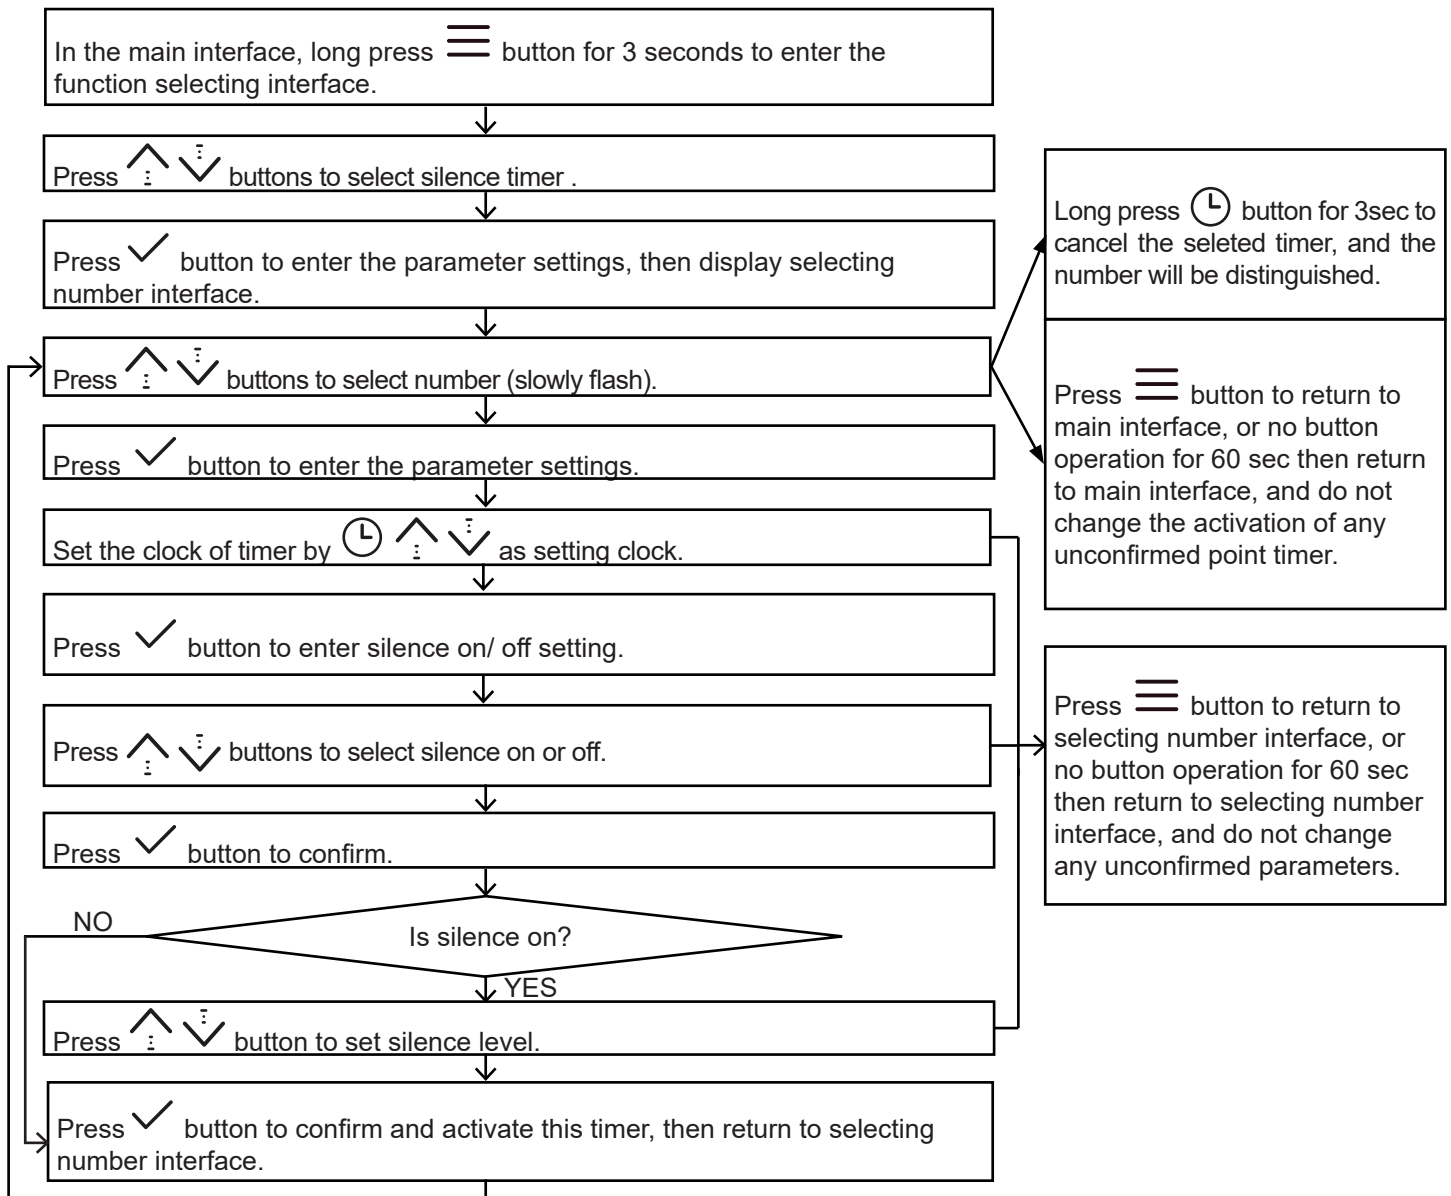 In the main interface, long press button for 3 seconds to enter the
function selecting interface.
Press buttons to select silence timer .
Press button to enter the parameter settings, then display selecting
number interface.
Press buttons to select number (slowly flash).
Long press button for 3sec to
cancel the seleted timer, and the
number will be distinguished.
Press button to return to
main interface, or no button
operation for 60 sec then return
to main interface, and do not
change the activation of any
unconfirmed point timer.
Press button to enter the parameter settings.
Set the clock of timer by as setting clock.
Press button to enter silence on/ off setting.
Press buttons to select silence on or off.
Press button to return to
selecting number interface, or
no button operation for 60 sec
then return to selecting number
interface, and do not change
any unconfirmed parameters.
Press button to confirm.
NO
Is silence on?
YES
Press button to set silence level.
Press button to confirm and activate this timer, then return to selecting
number interface.